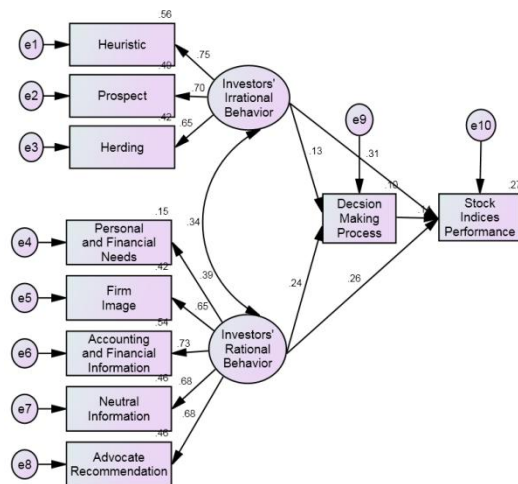 .56
e1
Heuristic
.75
.49
e2
Prospect
.70
.42
e3
Herding
.65
Investors'
Irrational
Behavior
e9
e10
.13
.31
.10
.27
Decsion
Making
Process
Stock
Indices
Performance
.34
.15
e4
Personal
and Financial
Needs
.39
.24
.26
.42
e5
Firm
Image
.65
.54
e6
Accounting
and Financial
Information
.73
Investors'
Rational
Behavior
.46
e7
Neutral
Information
.68
.68
.46
e8
Advocate
Recommendation